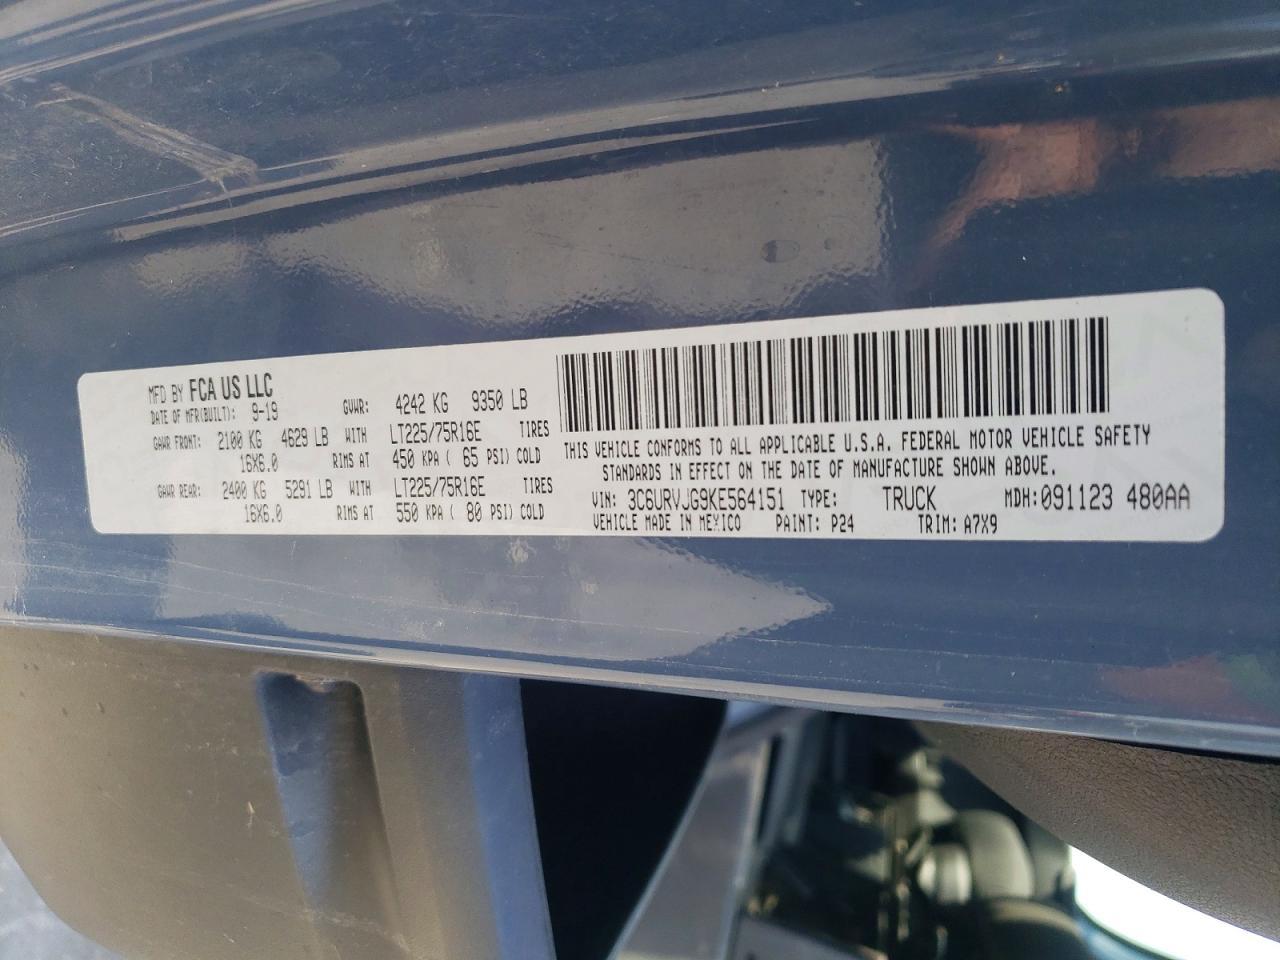 MFD BY FCA US LLC
DATE OF MFR(BUILT): 9-19 GVWR: 4242 KG 9350 LB
GAWR FRONT: 2100 KG 4629 LB WITH LT225/75R16E TIRES
16X6.0 RIMS AT 450 KPA ( 65 PSI) COLD
GAWR REAR: 2400 KG 5291 LB WITH LT225/75R16E TIRES
16X6.0 RIMS AT 550 KPA ( 80 PSI) COLD
THIS VEHICLE CONFORMS TO ALL APPLICABLE U.S.A. FEDERAL MOTOR VEHICLE SAFETY
STANDARDS IN EFFECT ON THE DATE OF MANUFACTURE SHOWN ABOVE.
VIN: 3C6URVJG9KE564151 TYPE: TRUCK MDH: 091123 480AA
VEHICLE MADE IN MEXICO PAINT: P24 TRIM: A7X9